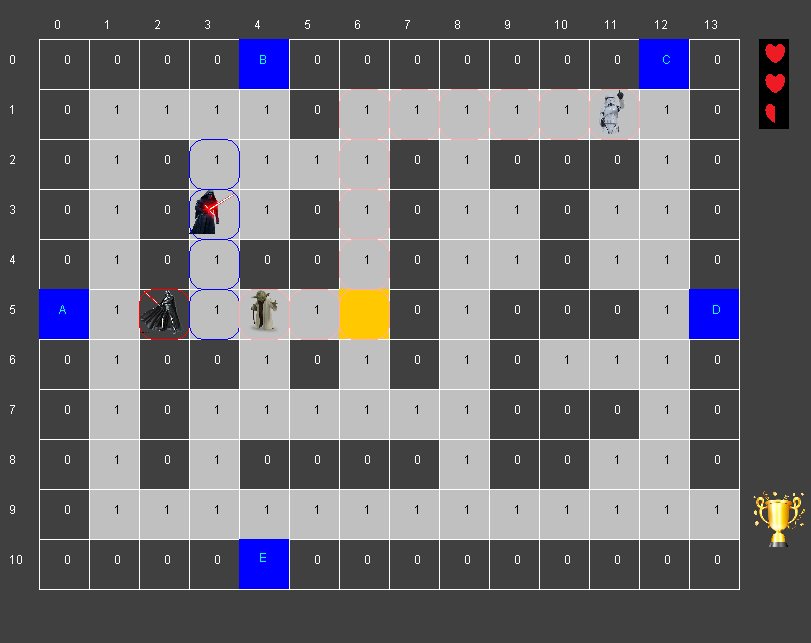 0 1 2 3 4 5 6 7 8 9 10 11 12 13
0 0 0 0 0 B 0 0 0 0 0 0 0 C 0
1 0 1 1 1 1 0 1 1 1 1 1 1 0
2 0 1 0 1 1 1 1 0 1 0 0 0 1 0
3 0 1 0 1 0 1 0 1 1 0 1 1 0
4 0 1 0 1 0 0 1 0 1 1 0 1 1 0
5 A 1 1 1 0 1 0 0 0 1 D
6 0 1 0 0 1 0 1 0 1 0 1 1 1 0
7 0 1 0 1 1 1 1 1 1 0 0 0 1 0
8 0 1 0 1 0 0 0 0 1 0 0 1 1 0
9 0 1 1 1 1 1 1 1 1 1 1 1 1 1
10 0 0 0 0 E 0 0 0 0 0 0 0 0 0